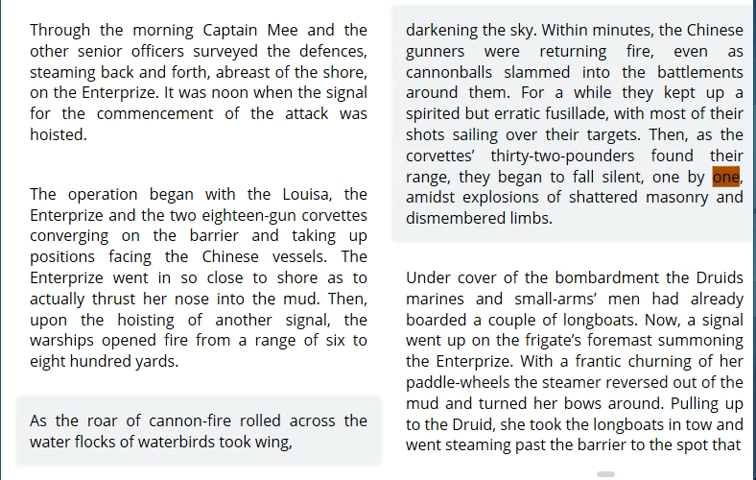 Through the morning Captain Mee and the
other senior officers surveyed the defences,
steaming back and forth, abreast of the shore,
on the Enterprize. It was noon when the signal
for the commencement of the attack was
hoisted.
The operation began with the Louisa, the
Enterprize and the two eighteen-gun corvettes
converging on the barrier and taking up
positions facing the Chinese vessels. The
Enterprize went in so close to shore as to
actually thrust her nose into the mud. Then,
upon the hoisting of another signal, the
warships opened fire from a range of six to
eight hundred yards.
As the roar of cannon-fire rolled across the
water flocks of waterbirds took wing,
darkening the sky. Within minutes, the Chinese
gunners were returning fire, even as
cannonballs slammed into the battlements
around them. For a while they kept up a
spirited but erratic fusillade, with most of their
shots sailing over their targets. Then, as the
corvettes’ thirty-two-pounders found their
range, they began to fall silent, one by one,
amidst explosions of shattered masonry and
dismembered limbs.
Under cover of the bombardment the Druids
marines and small-arms’ men had already
boarded a couple of longboats. Now, a signal
went up on the frigate’s foremast summoning
the Enterprize. With a frantic churning of her
paddle-wheels the steamer reversed out of the
mud and turned her bows around. Pulling up
to the Druid, she took the longboats in tow and
went steaming past the barrier to the spot that